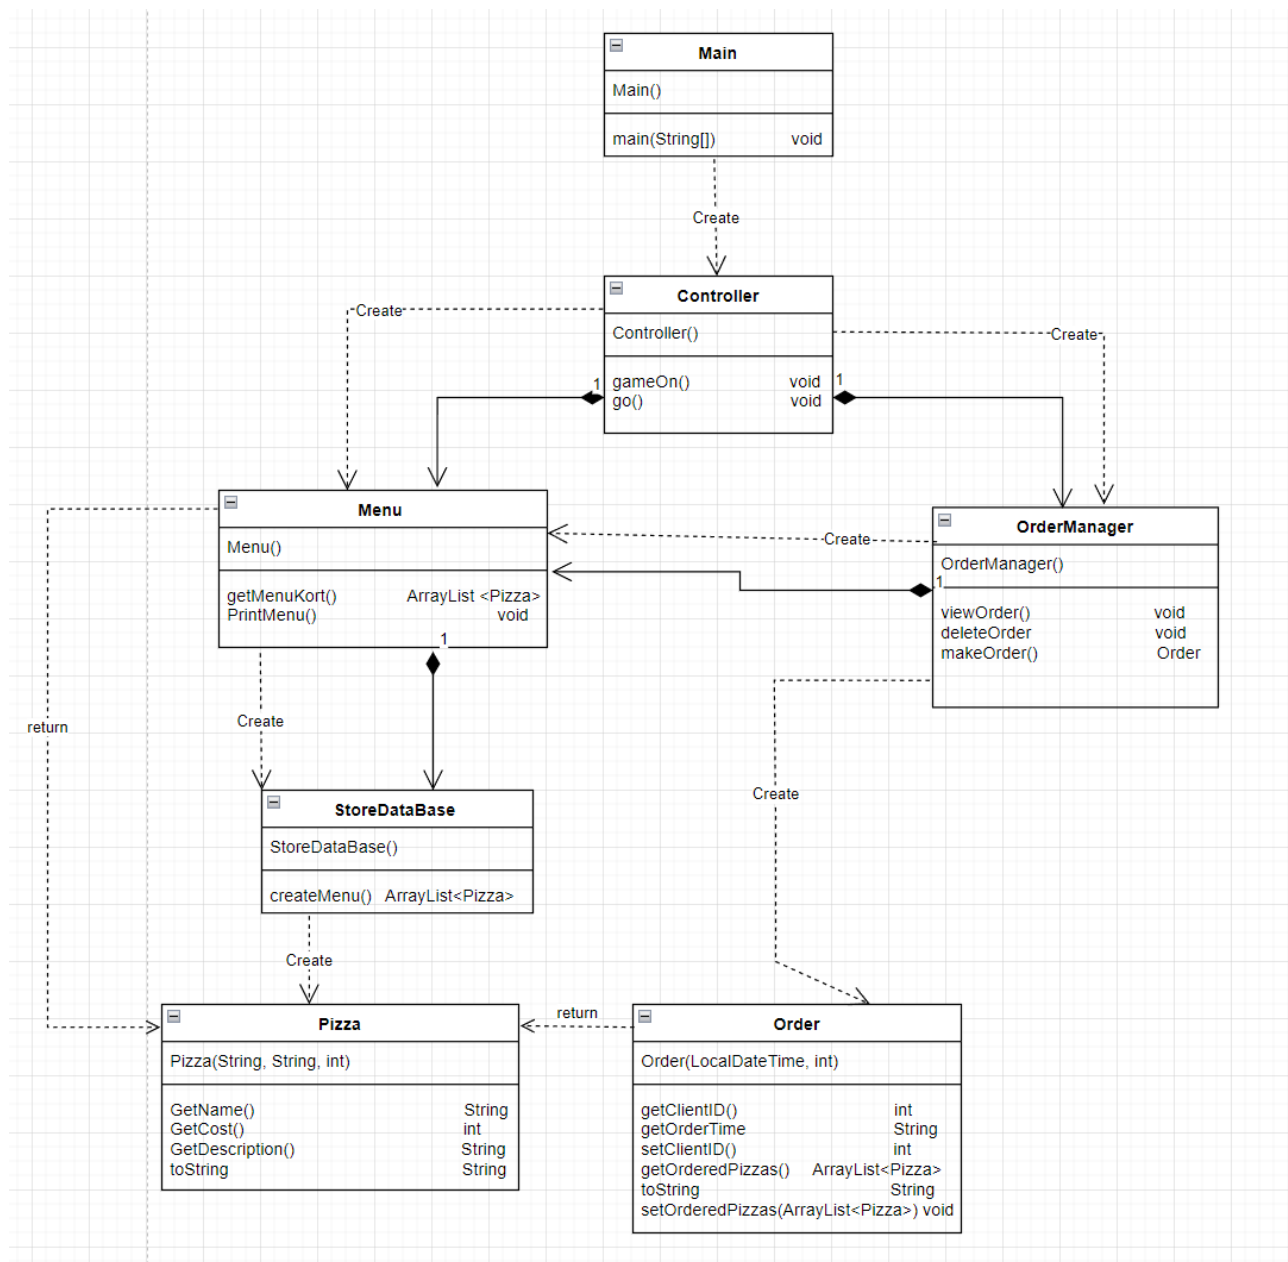 Main
Main()
main(String[]) void
Create
Controller
Controller()
gameOn() void
go() void
1
1
Create
Create
Menu
Menu()
getMenuKort() ArrayList <Pizza>
PrintMenu() void
1
OrderManager
OrderManager()
1
viewOrder() void
deleteOrder void
makeOrder() Order
Create
return
Create
Create
StoreDataBase
StoreDataBase()
createMenu() ArrayList<Pizza>
Create
Pizza
Pizza(String, String, int)
GetName() String
GetCost() int
GetDescription() String
toString String
return
Order
Order(LocalDateTime, int)
getClientID() int
getOrderTime String
setClientID() int
getOrderedPizzas() ArrayList<Pizza>
toString String
setOrderedPizzas(ArrayList<Pizza>) void